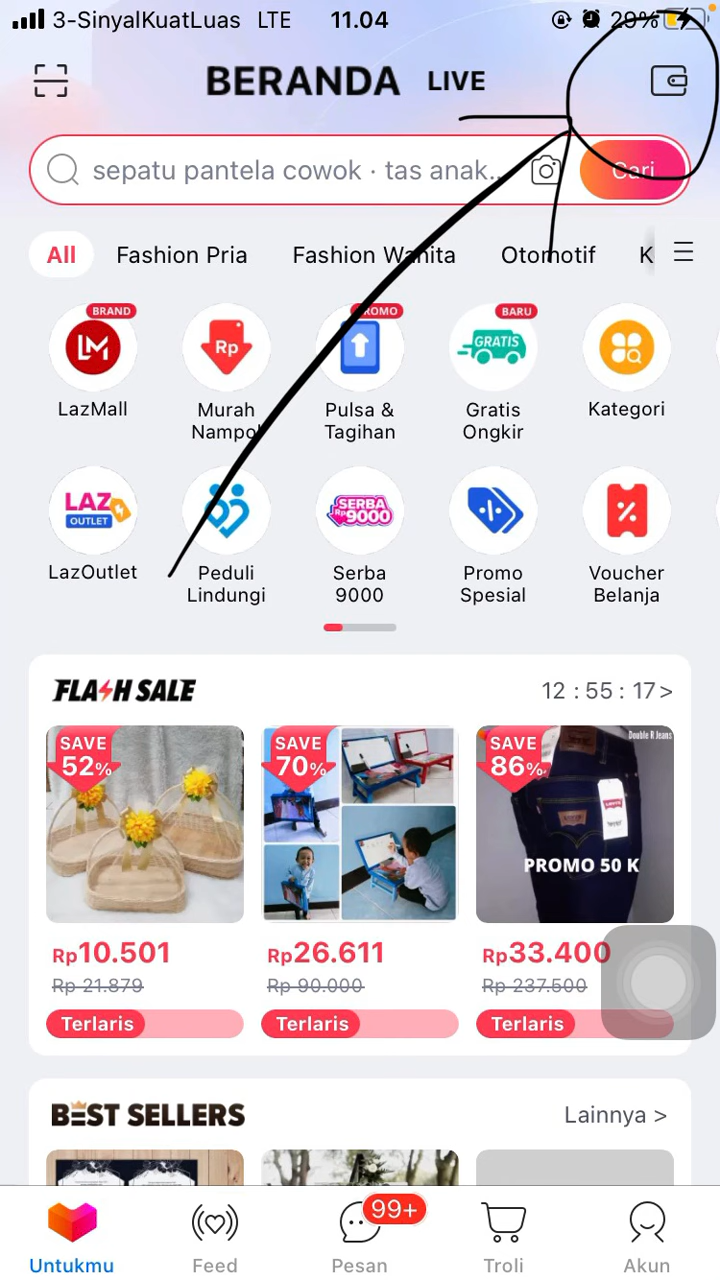 3-SinyalKuatLuas LTE 11.04 29%
BERANDA LIVE
sepatu pantela cowok · tas anak... Cari
All Fashion Pria Fashion Wanita Otomotif K
BRAND PROMO BARU
LM Rp GRATIS
LazMall Murah Nampol Pulsa & Tagihan Gratis Ongkir Kategori
LAZ OUTLET SERBA Rp9000 %
LazOutlet Peduli Lindungi Serba 9000 Promo Spesial Voucher Belanja
FLASH SALE 12 : 55 : 17 >
SAVE 52% SAVE 70% SAVE 86%
Double R Jeans
PROMO 50 K
Rp10.501 Rp26.611 Rp33.400
Rp 21.879 Rp 90.000 Rp 237.500
Terlaris Terlaris Terlaris
BEST SELLERS Lainnya >
99+
Untukmu Feed Pesan Troli Akun